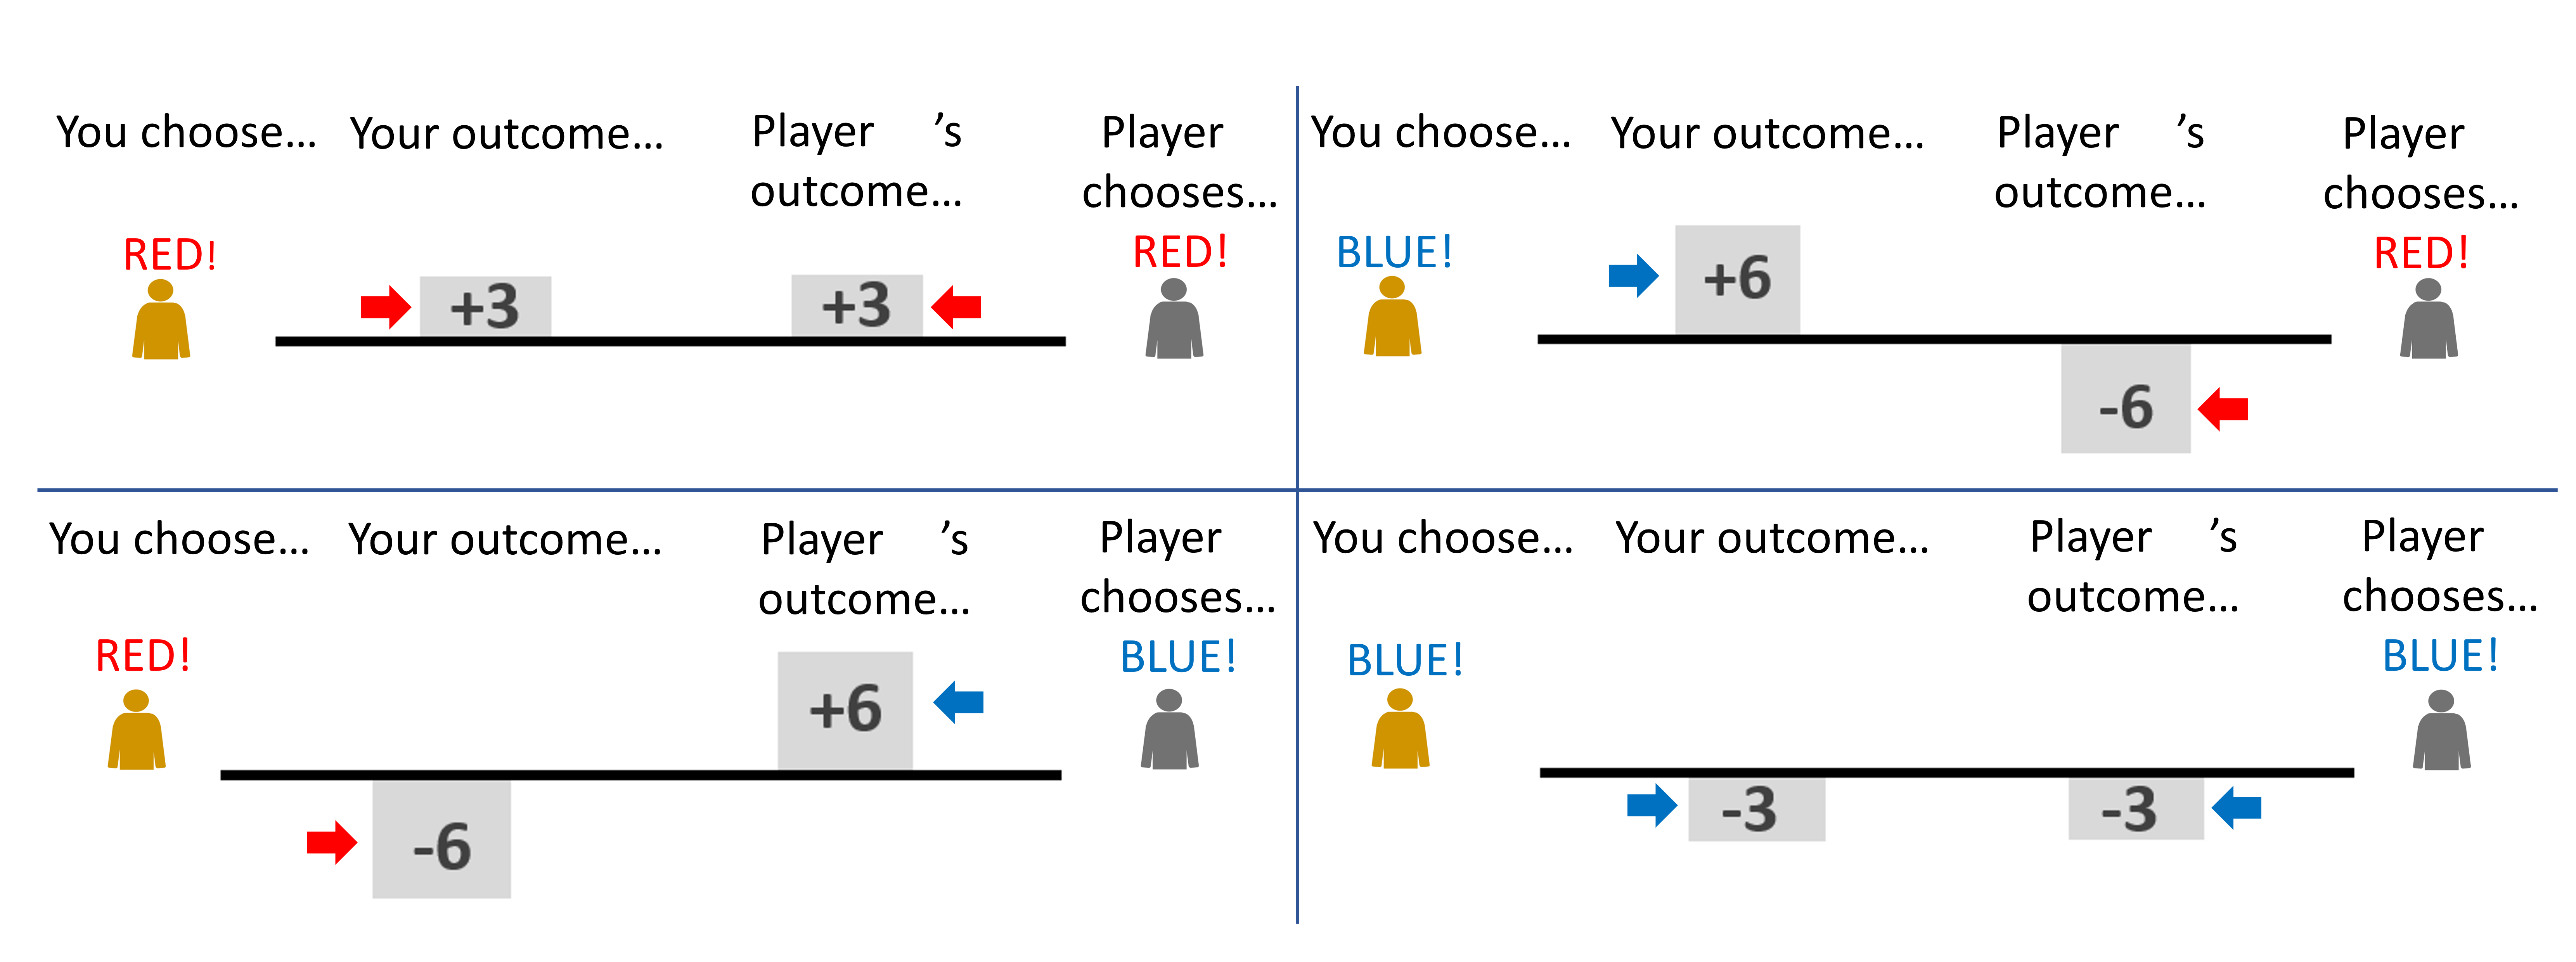 You choose… Your outcome… Player ’s Player
outcome… chooses…
RED! RED!
+3 +3
You choose… Your outcome… Player ’s Player
outcome… chooses…
BLUE! RED!
+6
-6
You choose… Your outcome… Player ’s Player
outcome… chooses…
RED! BLUE!
+6
-6
You choose… Your outcome… Player ’s Player
outcome… chooses…
BLUE! BLUE!
-3 -3